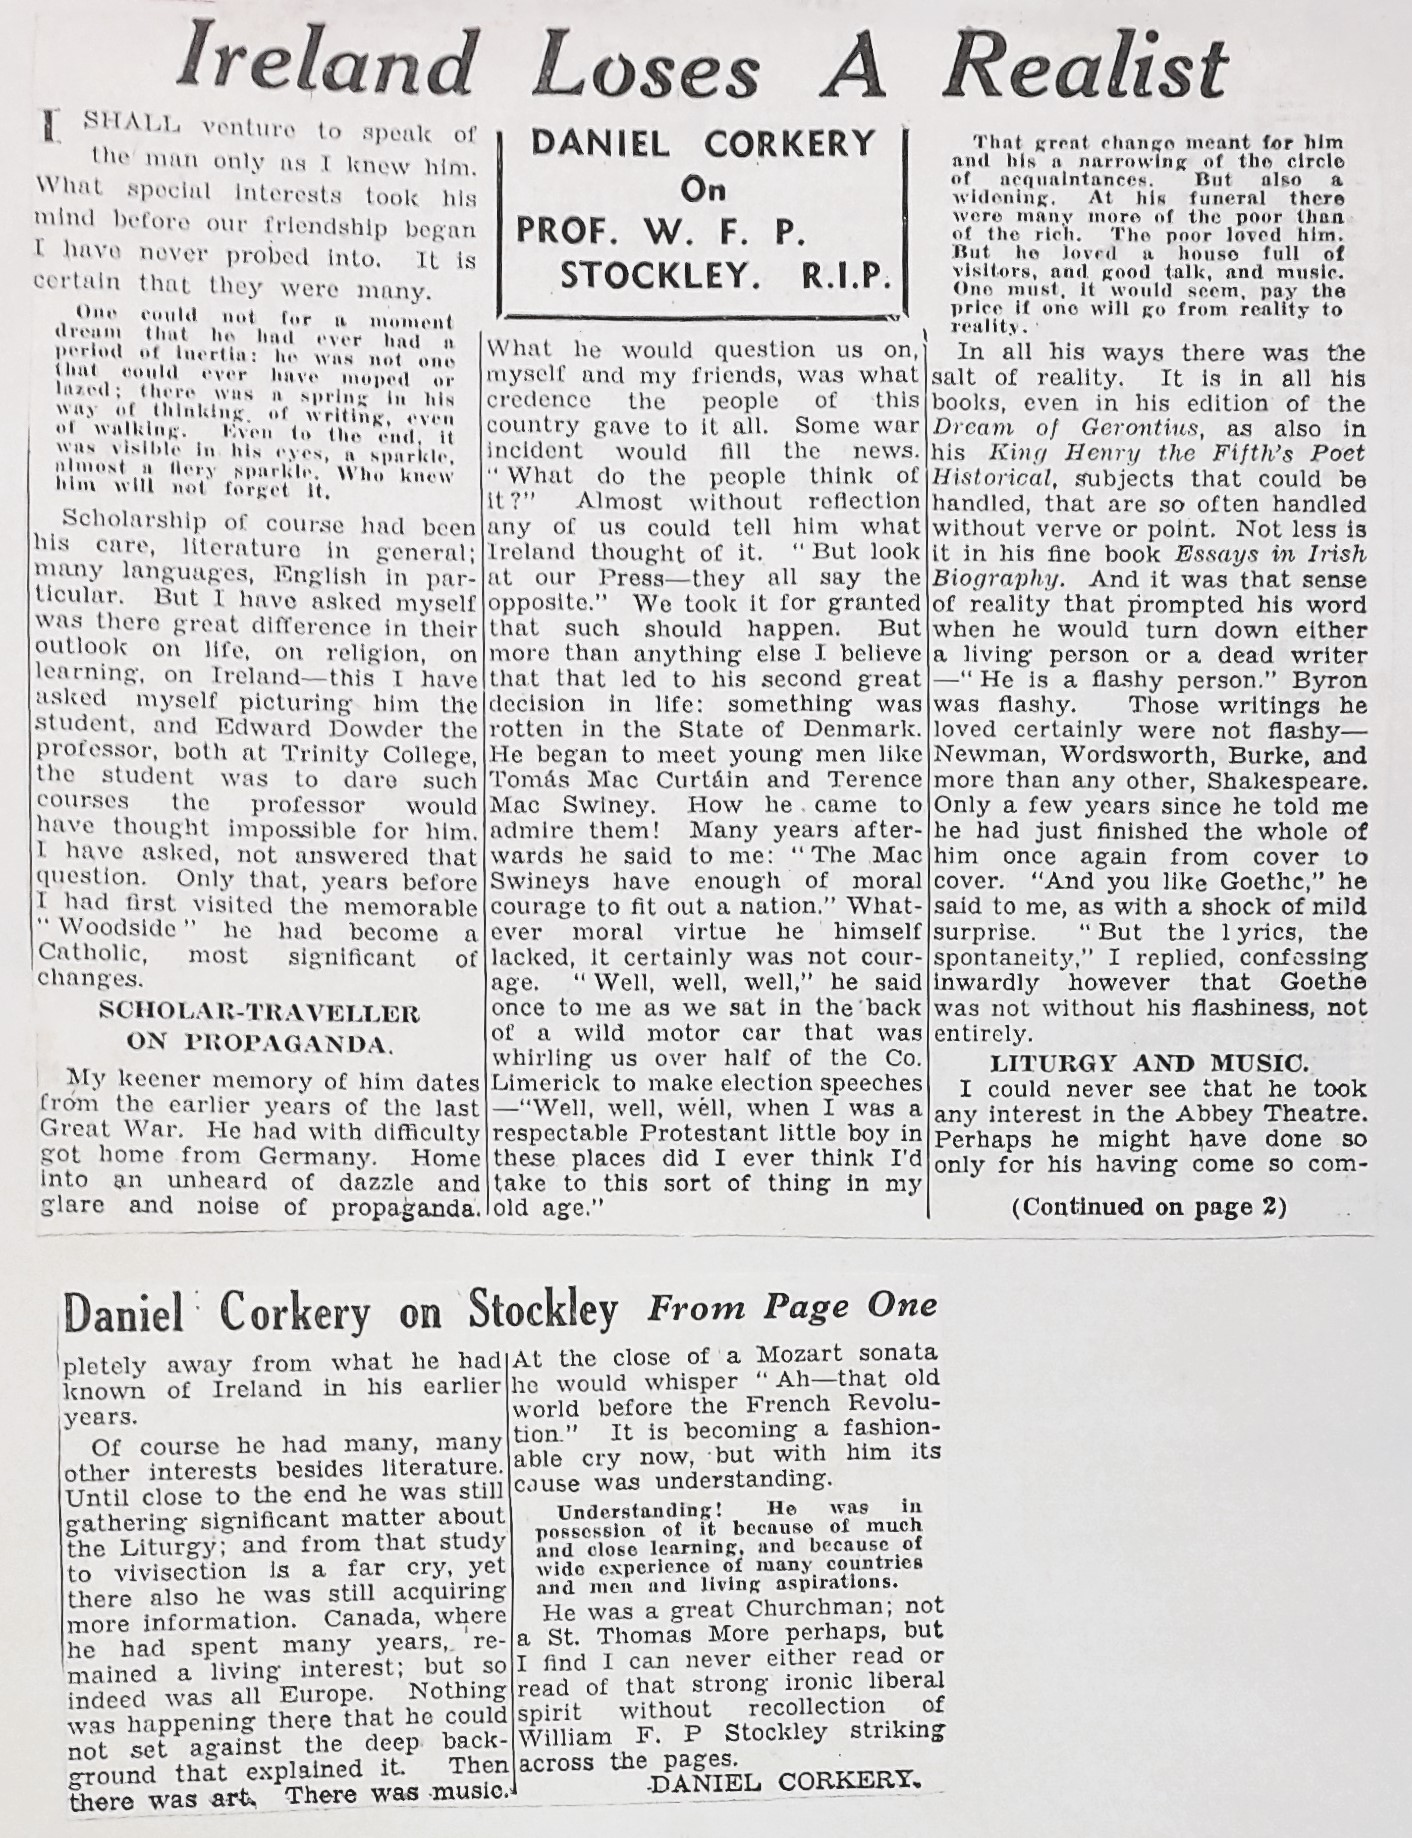 Ireland Loses A Realist
I SHALL venture to speak of
the man only as I knew him.
What special interests took his
mind before our friendship began
I have never probed into. It is
certain that they were many.
One could not for a moment
dream that he had ever had a
period of inertia: he was not one
that could ever have moped or
lazed; there was a spring in his
way of thinking, of writing, even
of walking. Even to the end, it
was visible in his eyes, a sparkle,
almost a fiery sparkle. Who knew
him will not forget it.
Scholarship of course had been
his care, literature in general;
many languages, English in par-
ticular. But I have asked myself
was there great difference in their
outlook on life, on religion, on
learning, on Ireland—this I have
asked myself picturing him the
student, and Edward Dowder the
professor, both at Trinity College,
the student was to dare such
courses the professor would
have thought impossible for him.
I have asked, not answered that
question. Only that, years before
I had first visited the memorable
"Woodside" he had become a
Catholic, most significant of
changes.
SCHOLAR-TRAVELLER
ON PROPAGANDA.
My keener memory of him dates
from the earlier years of the last
Great War. He had with difficulty
got home from Germany. Home
into an unheard of dazzle and
glare and noise of propaganda.
DANIEL CORKERY
On
PROF. W. F. P.
STOCKLEY. R.I.P.
What he would question us on,
myself and my friends, was what
credence the people of this
country gave to it all. Some war
incident would fill the news.
"What do the people think of
it?" Almost without reflection
any of us could tell him what
Ireland thought of it. "But look
at our Press—they all say the
opposite." We took it for granted
that such should happen. But
more than anything else I believe
that that led to his second great
decision in life: something was
rotten in the State of Denmark.
He began to meet young men like
Tomás Mac Curtáin and Terence
Mac Swiney. How he came to
admire them! Many years after-
wards he said to me: "The Mac
Swineys have enough of moral
courage to fit out a nation." What-
ever moral virtue he himself
lacked, it certainly was not cour-
age. "Well, well, well," he said
once to me as we sat in the back
of a wild motor car that was
whirling us over half of the Co.
Limerick to make election speeches
—"Well, well, well, when I was a
respectable Protestant little boy in
these places did I ever think I'd
take to this sort of thing in my
old age."
That great change meant for him
and his a narrowing of the circle
of acquaintances. But also a
widening. At his funeral there
were many more of the poor than
of the rich. The poor loved him.
But he loved a house full of
visitors, and good talk, and music.
One must, it would seem, pay the
price if one will go from reality to
reality.
In all his ways there was the
salt of reality. It is in all his
books, even in his edition of the
Dream of Gerontius, as also in
his King Henry the Fifth's Poet
Historical, subjects that could be
handled, that are so often handled
without verve or point. Not less is
it in his fine book Essays in Irish
Biography. And it was that sense
of reality that prompted his word
when he would turn down either
a living person or a dead writer
—"He is a flashy person." Byron
was flashy. Those writings he
loved certainly were not flashy—
Newman, Wordsworth, Burke, and
more than any other, Shakespeare.
Only a few years since he told me
he had just finished the whole of
him once again from cover to
cover. "And you like Goethe," he
said to me, as with a shock of mild
surprise. "But the lyrics, the
spontaneity," I replied, confessing
inwardly however that Goethe
was not without his flashiness, not
entirely.
LITURGY AND MUSIC.
I could never see that he took
any interest in the Abbey Theatre.
Perhaps he might have done so
only for his having come so com-
(Continued on page 2)
Daniel Corkery on Stockley From Page One
pletely away from what he had
known of Ireland in his earlier
years.
Of course he had many, many
other interests besides literature.
Until close to the end he was still
gathering significant matter about
the Liturgy; and from that study
to vivisection is a far cry, yet
there also he was still acquiring
more information. Canada, where
he had spent many years, re-
mained a living interest; but so
indeed was all Europe. Nothing
was happening there that he could
not set against the deep back-
ground that explained it. Then
there was art. There was music.
At the close of a Mozart sonata
he would whisper "Ah—that old
world before the French Revolu-
tion." It is becoming a fashion-
able cry now, but with him its
cause was understanding.
Understanding! He was in
possession of it because of much
and close learning, and because of
wide experience of many countries
and men and living aspirations.
He was a great Churchman; not
a St. Thomas More perhaps, but
I find I can never either read or
read of that strong ironic liberal
spirit without recollection of
William F. P Stockley striking
across the pages.
DANIEL CORKERY.